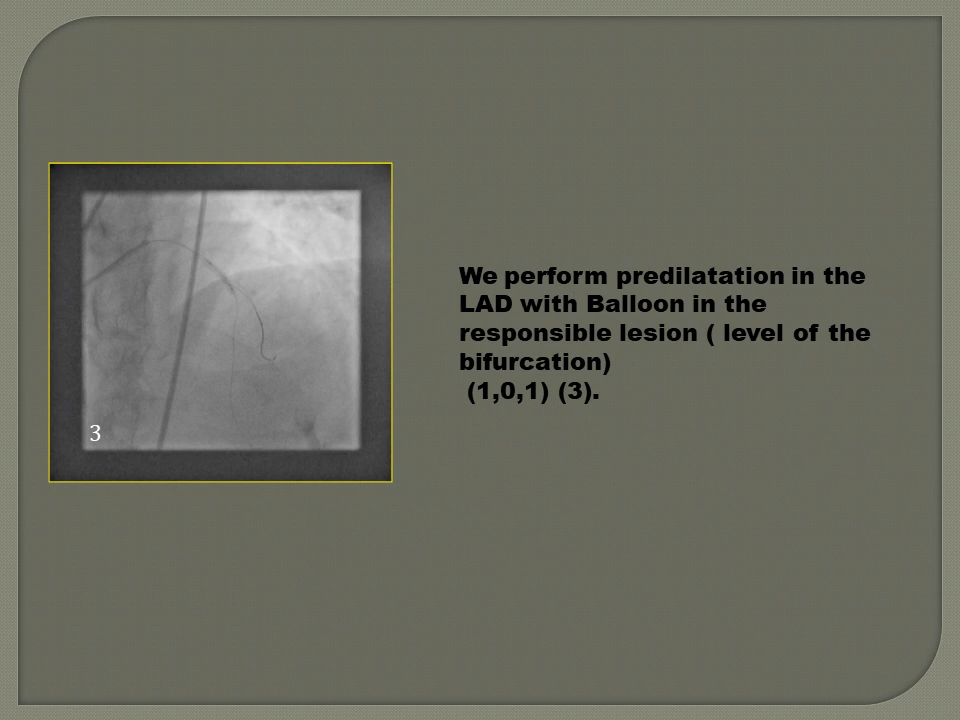 We perform predilatation in the
LAD with Balloon in the
responsible lesion ( level of the
bifurcation)
(1,0,1) (3).
3